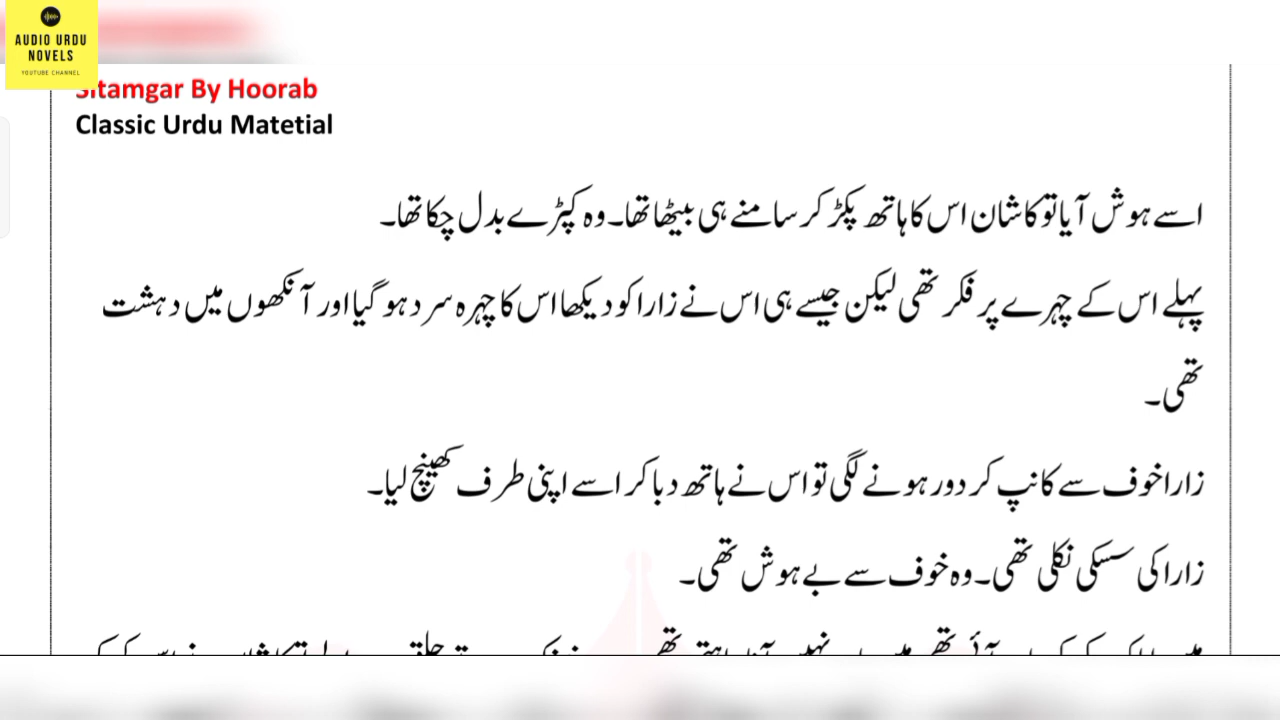 AUDIO URDU
NOVELS
YOUTUBE CHANNEL
Sitamgar By Hoorab
Classic Urdu Matetial
اسے ہوش آیا تو کاشان اس کا ہاتھ پکڑ کر سامنے ہی بیٹھا تھا۔ وہ کپڑے بدل چکا تھا۔
پہلے اس کے چہرے پر فکر تھی لیکن جیسے ہی اس نے زارا کو دیکھا اس کا چہرہ سرد ہو گیا اور آنکھوں میں دہشت
تھی۔
زارا خوف سے کانپ کر دور ہونے لگی تو اس نے ہاتھ دبا کر اسے اپنی طرف کھینچ لیا۔
زارا کی سسکی نکلی تھی۔ وہ خوف سے بے ہوش تھی۔